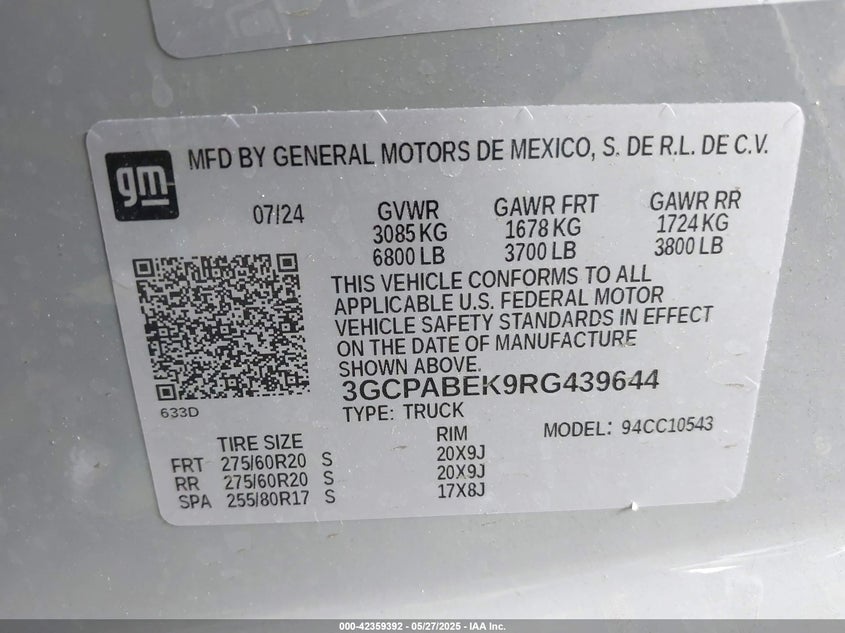 gm
MFD BY GENERAL MOTORS DE MEXICO, S. DE R.L. DE C.V.
07/24
GVWR
3085 KG
6800 LB
GAWR FRT
1678 KG
3700 LB
GAWR RR
1724 KG
3800 LB
THIS VEHICLE CONFORMS TO ALL
APPLICABLE U.S. FEDERAL MOTOR
VEHICLE SAFETY STANDARDS IN EFFECT
ON THE DATE OF MANUFACTURE
SHOWN ABOVE.
3GCPABEK9RG439644
633D
TYPE: TRUCK
MODEL: 94CC10543
TIRE SIZE RIM
FRT 275/60R20 S 20X9J
RR 275/60R20 S 20X9J
SPA 255/80R17 S 17X8J
000-42359392 - 05/27/2025 - IAA Inc.